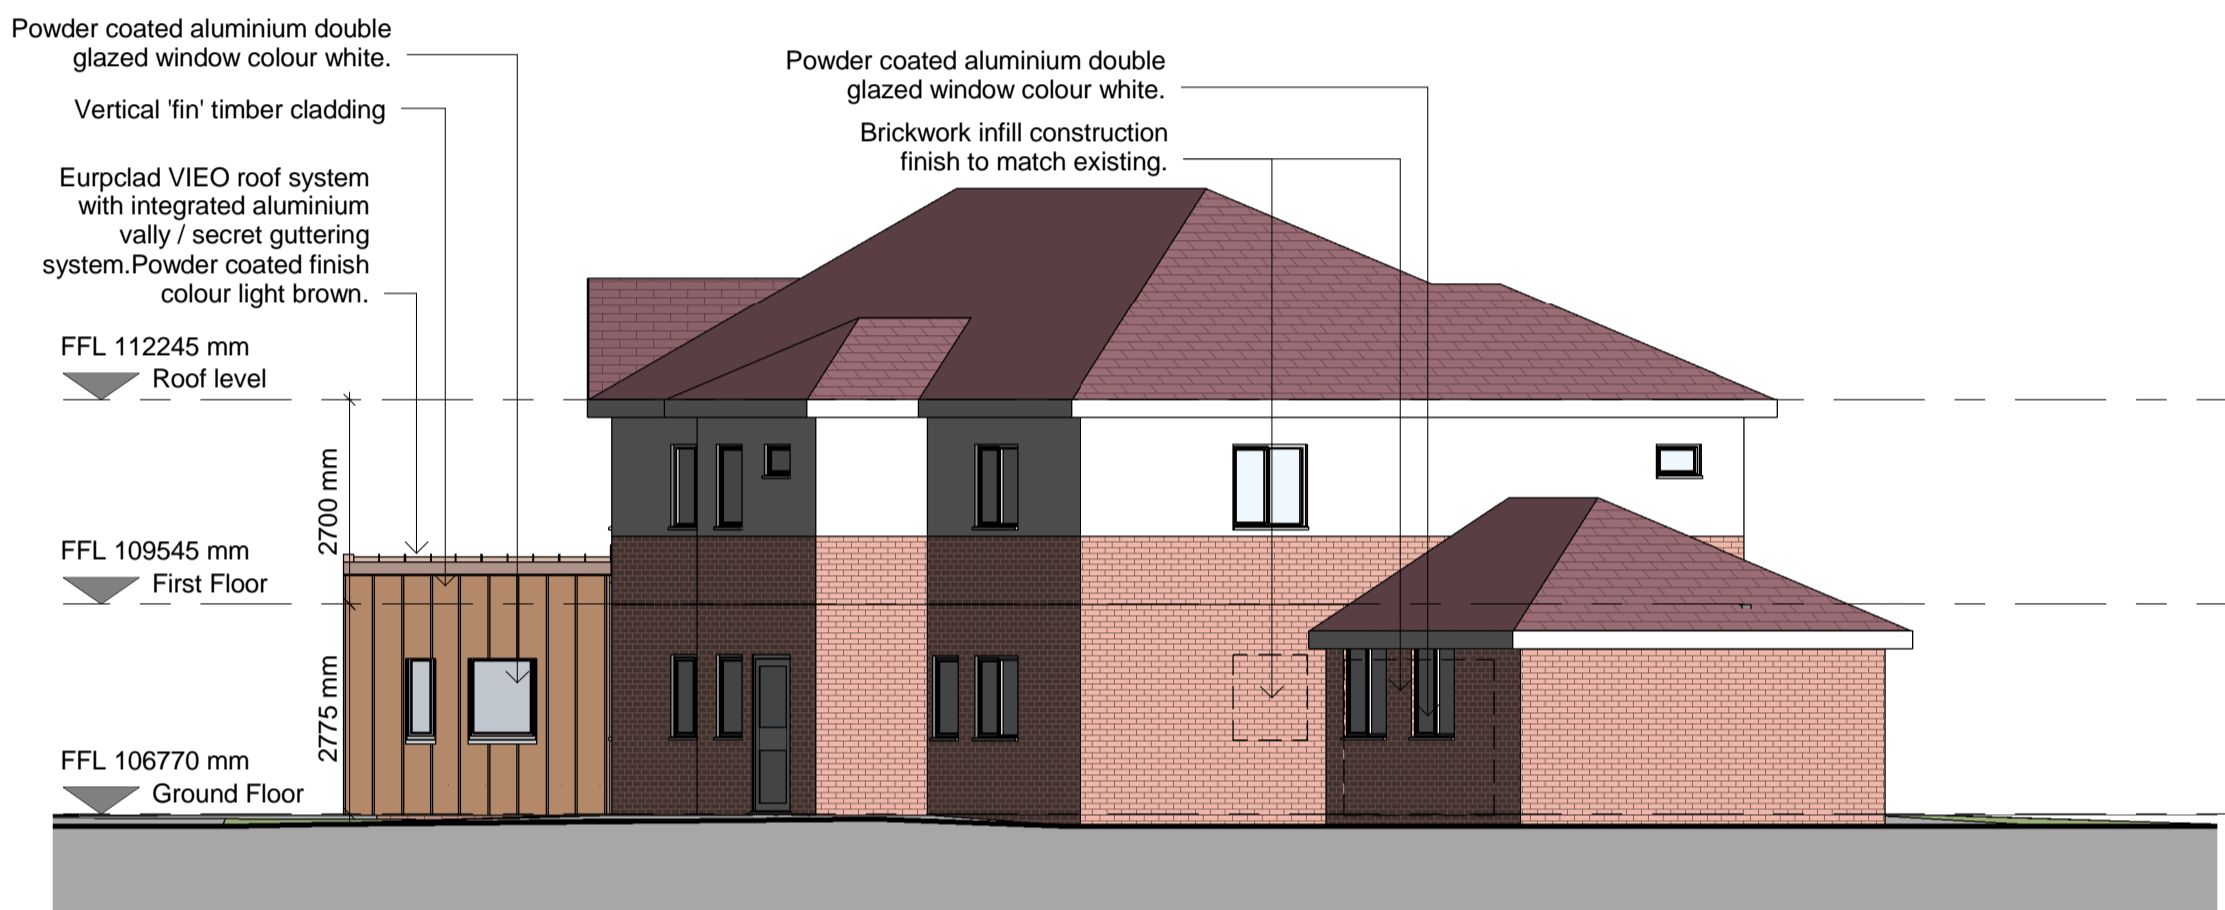 Powder coated aluminium double
glazed window colour white.
Vertical 'fin' timber cladding
Eurpclad VIEO roof system
with integrated aluminium
vally / secret guttering
system.Powder coated finish
colour light brown.
Powder coated aluminium double
glazed window colour white.
Brickwork infill construction
finish to match existing.
FFL 112245 mm
Roof level
2700 mm
FFL 109545 mm
First Floor
2775 mm
FFL 106770 mm
Ground Floor